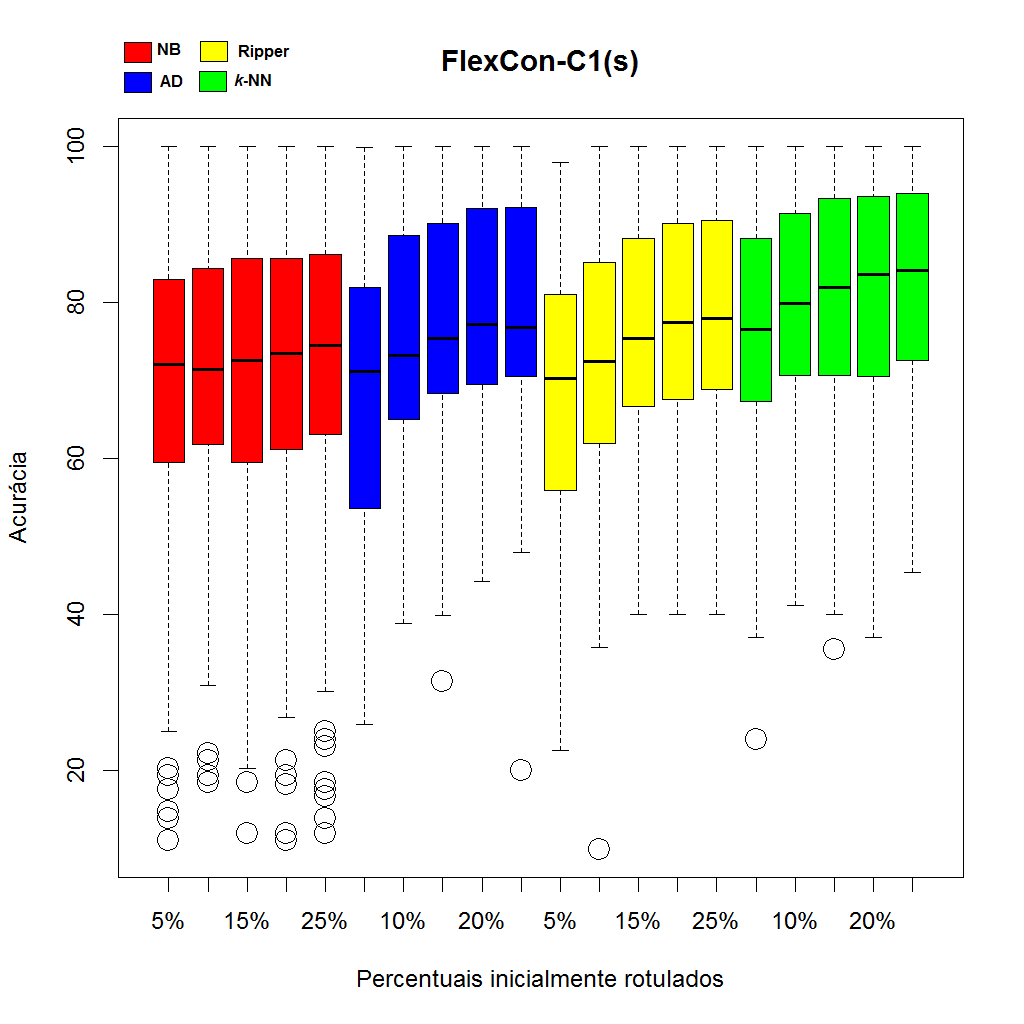 NB Ripper
AD k-NN
FlexCon-C1(s)
Acurácia
100
80
60
40
20
5% 15% 25% 10% 20% 5% 15% 25% 10% 20%
Percentuais inicialmente rotulados